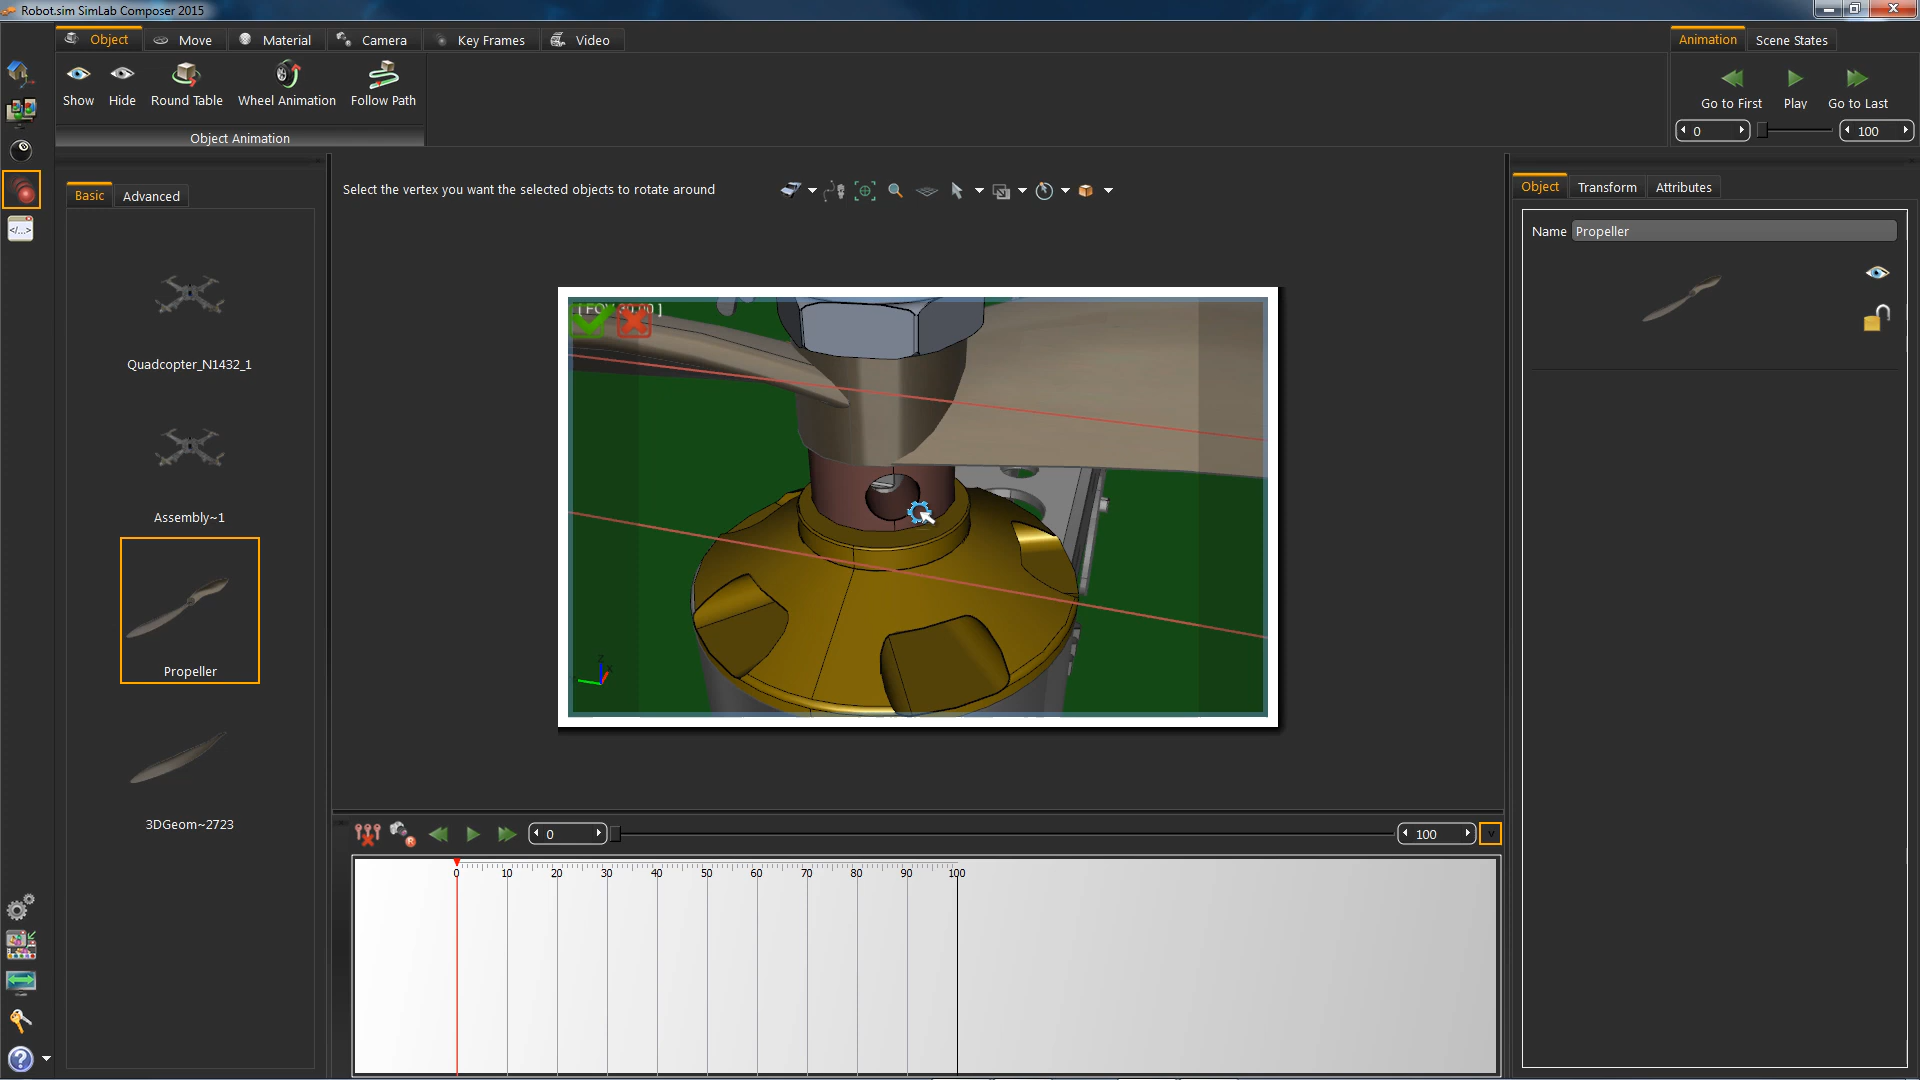 Robot.sim SimLab Composer 2015
Object
Move
Material
Camera
Key Frames
Video
Animation
Scene States
Show
Hide
Round Table
Wheel Animation
Follow Path
Go to First
Play
Go to Last
Object Animation
0
100
Basic
Advanced
Select the vertex you want the selected objects to rotate around
Object
Transform
Attributes
Name
Propeller
Quadcopter_N1432_1
Assembly~1
Propeller
3DGeom~2723
Z
0
100
0
10
20
30
40
50
60
70
80
90
100